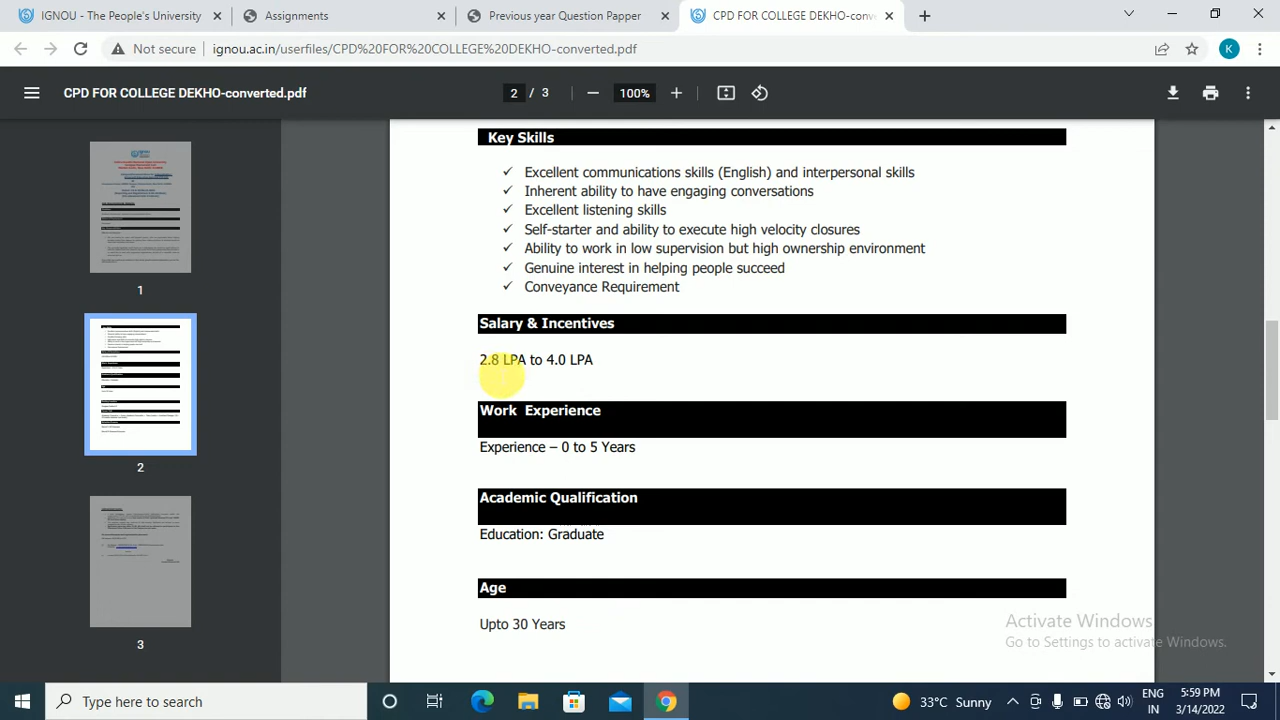 IGNOU - The People's University
Assignments
Previous year Question Papper
CPD FOR COLLEGE DEKHO-conv
Not secure
ignou.ac.in/userfiles/CPD%20FOR%20COLLEGE%20DEKHO-converted.pdf
K
CPD FOR COLLEGE DEKHO-converted.pdf
2 / 3
100%
1
2
3
Key Skills
✓ Excellent communications skills (English) and interpersonal skills
✓ Inherent ability to have engaging conversations
✓ Excellent listening skills
✓ Self-starter and ability to execute high velocity closures
✓ Ability to work in low supervision but high ownership environment
✓ Genuine interest in helping people succeed
✓ Conveyance Requirement
Salary & Incentives
2.8 LPA to 4.0 LPA
Work Experience
Experience – 0 to 5 Years
Academic Qualification
Education: Graduate
Age
Upto 30 Years
Activate Windows
Go to Settings to activate Windows.
Type here to search
33°C Sunny
ENG
IN
5:59 PM
3/14/2022